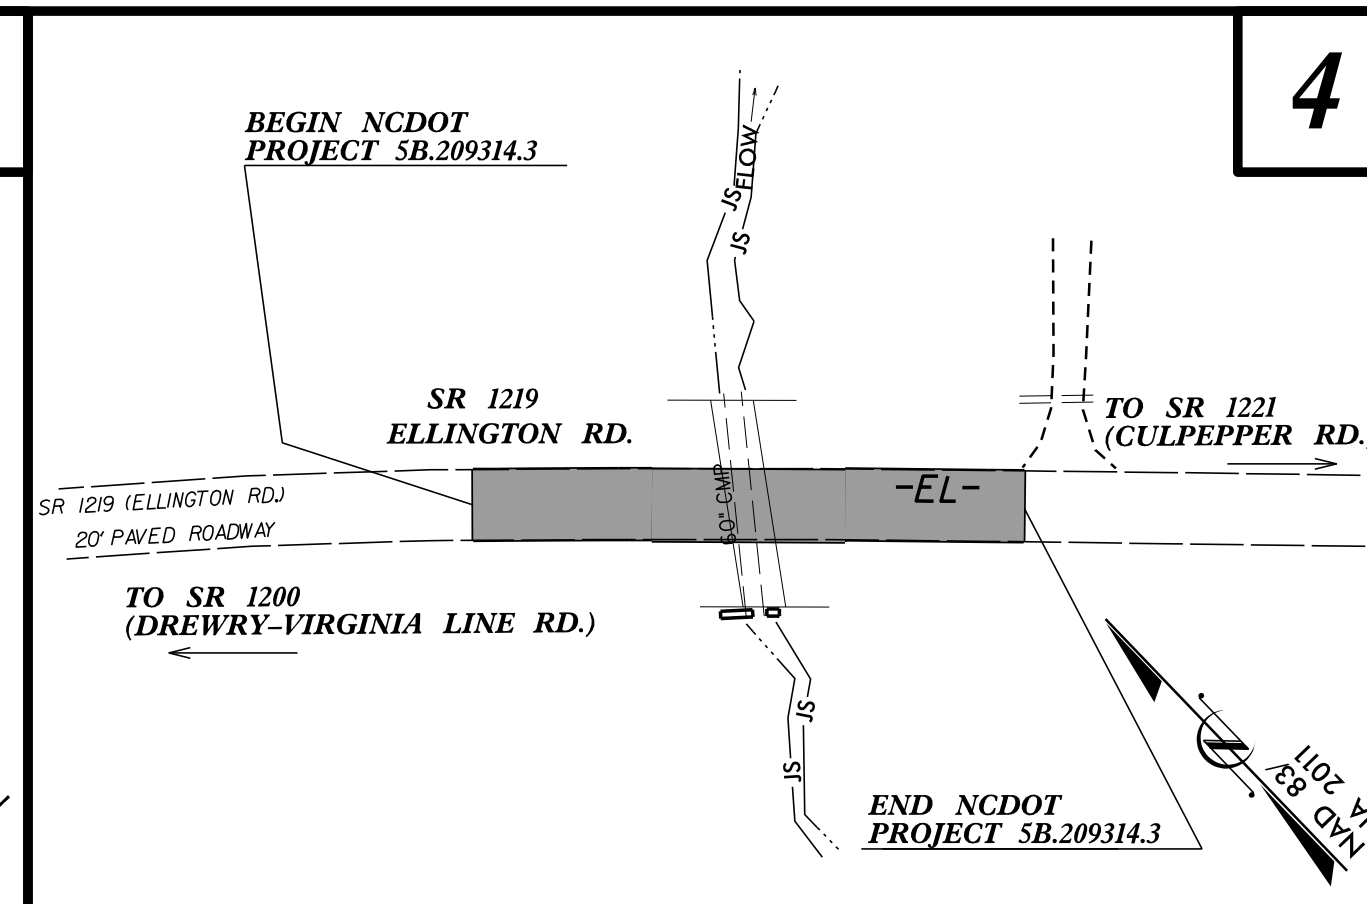 4
BEGIN NCDOT
PROJECT 5B.209314.3
FLOW
JS
JS
SR 1219
ELLINGTON RD.
TO SR 1221
(CULPEPPER RD.
SR 1219 (ELLINGTON RD.)
20' PAVED ROADWAY
60" CMP
-EL-
TO SR 1200
(DREWRY–VIRGINIA LINE RD.)
JS
JS
END NCDOT
PROJECT 5B.209314.3
N
NAD 83/
2011